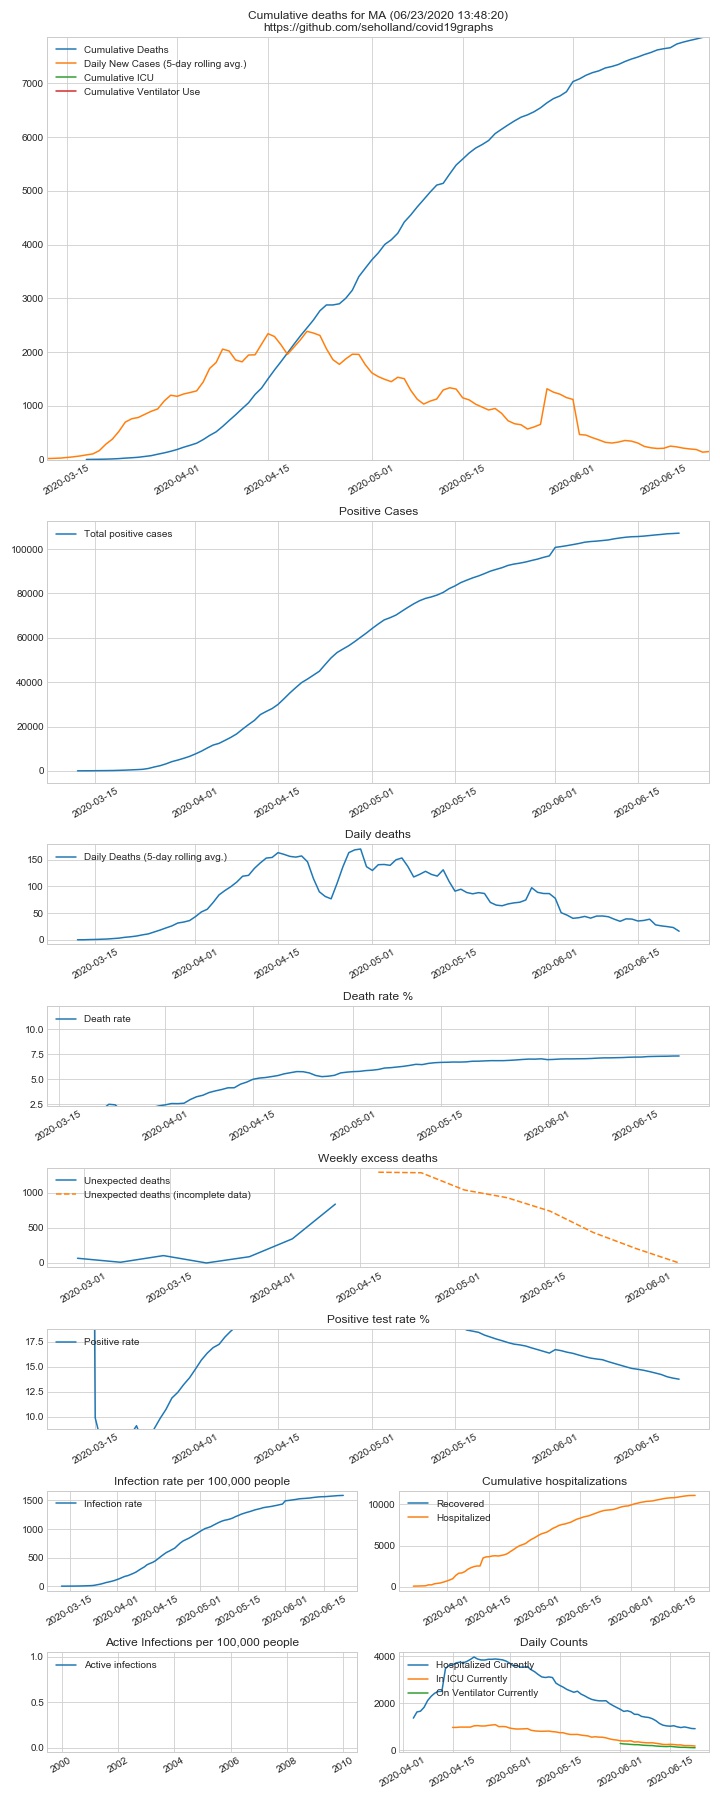 Cumulative deaths for MA (06/23/2020 13:48:20)
https://github.com/seholland/covid19graphs
Cumulative Deaths
Daily New Cases (5-day rolling avg.)
Cumulative ICU
Cumulative Ventilator Use
7000
6000
5000
4000
3000
2000
1000
0
2020-03-15 2020-04-01 2020-04-15 2020-05-01 2020-05-15 2020-06-01 2020-06-15
Positive Cases
Total positive cases
100000
80000
60000
40000
20000
0
2020-03-15 2020-04-01 2020-04-15 2020-05-01 2020-05-15 2020-06-01 2020-06-15
Daily deaths
Daily Deaths (5-day rolling avg.)
150
100
50
0
2020-03-15 2020-04-01 2020-04-15 2020-05-01 2020-05-15 2020-06-01 2020-06-15
Death rate %
Death rate
10.0
7.5
5.0
2.5
2020-03-15 2020-04-01 2020-04-15 2020-05-01 2020-05-15 2020-06-01 2020-06-15
Weekly excess deaths
Unexpected deaths
Unexpected deaths (incomplete data)
1000
500
0
2020-03-01 2020-03-15 2020-04-01 2020-04-15 2020-05-01 2020-05-15 2020-06-01
Positive test rate %
Positive rate
17.5
15.0
12.5
10.0
2020-03-15 2020-04-01 2020-04-15 2020-05-01 2020-05-15 2020-06-01 2020-06-15
Infection rate per 100,000 people
Infection rate
1500
1000
500
0
2020-03-15 2020-04-01 2020-04-15 2020-05-01 2020-05-15 2020-06-01 2020-06-15
Cumulative hospitalizations
Recovered
Hospitalized
10000
5000
0
2020-04-01 2020-04-15 2020-05-01 2020-05-15 2020-06-01 2020-06-15
Active Infections per 100,000 people
Active infections
1.0
0.5
0.0
2000 2002 2004 2006 2008 2010
Daily Counts
Hospitalized Currently
In ICU Currently
On Ventilator Currently
4000
2000
0
2020-04-01 2020-04-15 2020-05-01 2020-05-15 2020-06-01 2020-06-15